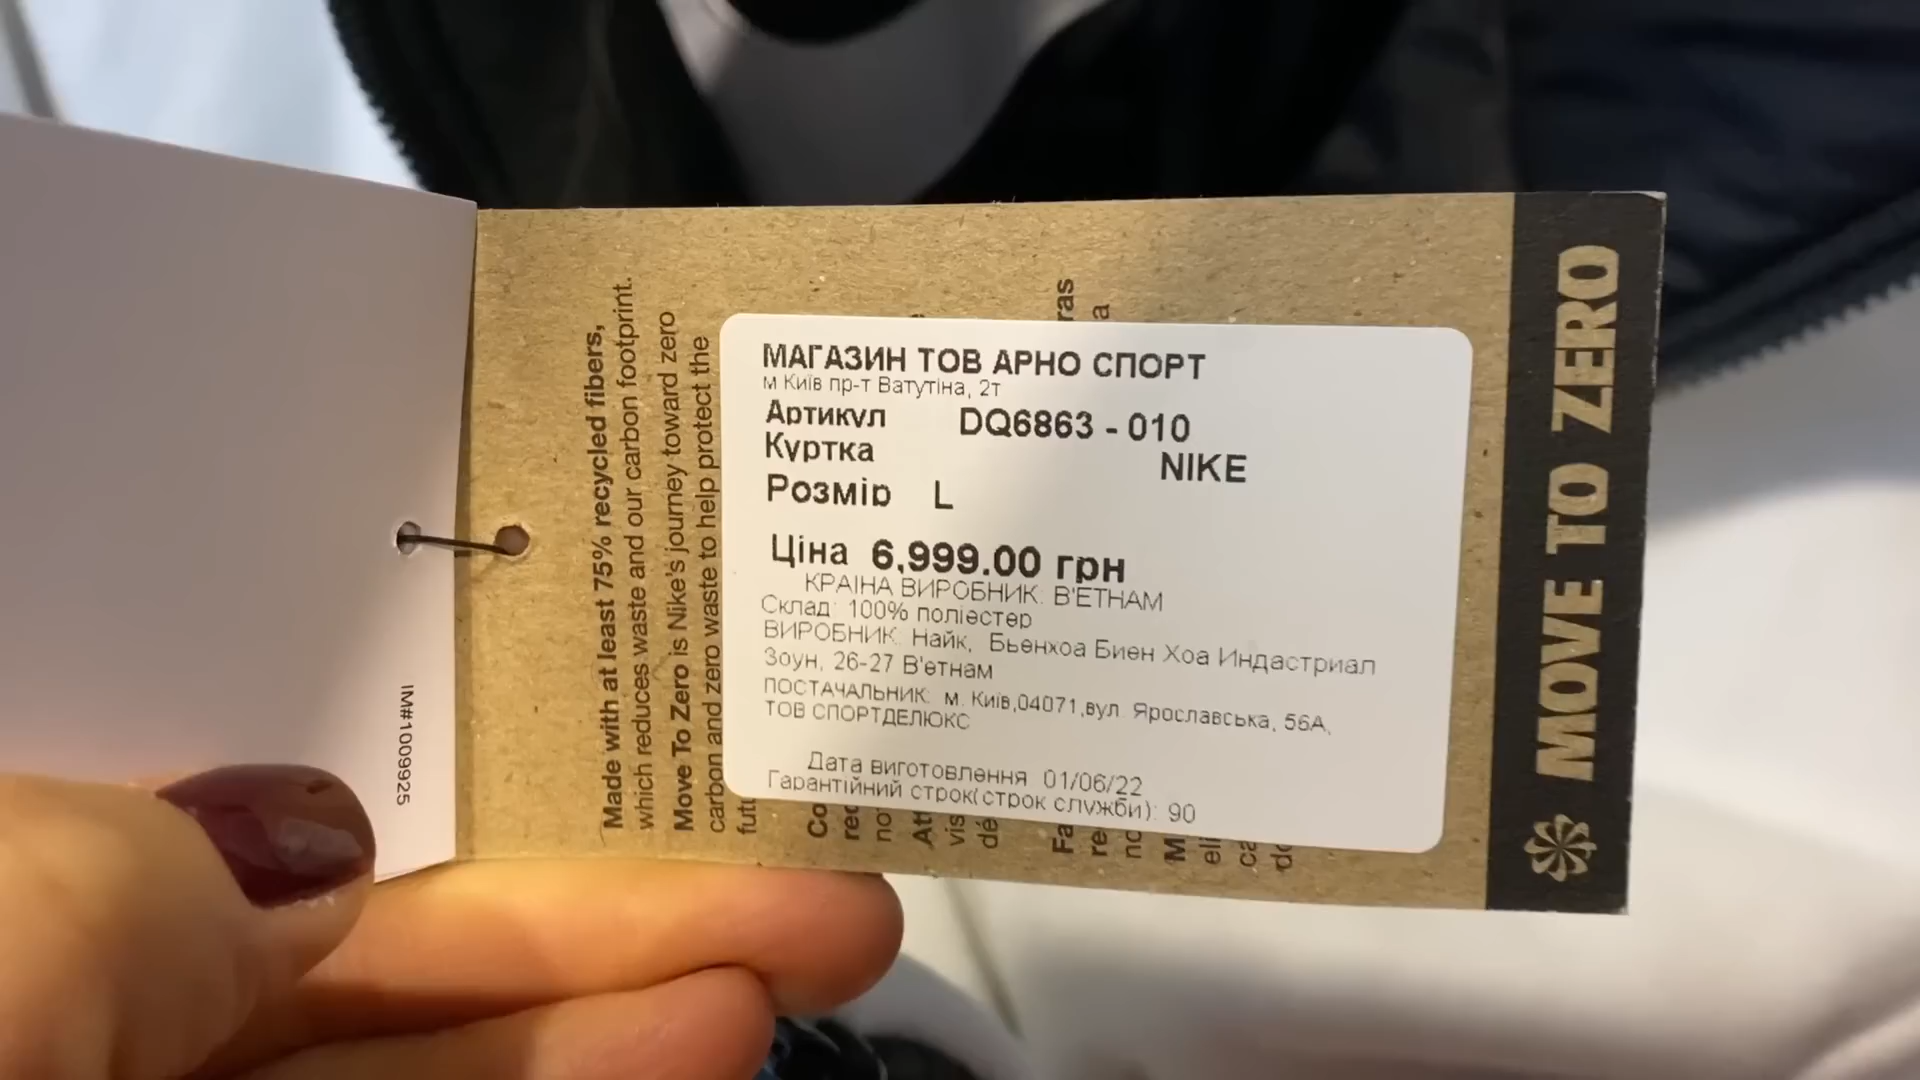 МАГАЗИН ТОВ АРНО СПОРТ
м Київ пр-т Ватутіна, 2т
Артикул DQ6863 - 010
Куртка NIKE
Розмір L
Ціна 6,999.00 грн
КРАЇНА ВИРОБНИК: В'ЄТНАМ
Склад: 100% поліестер
ВИРОБНИК: Найк, Бьенхоа Биен Хоа Индастриал
Зоун, 26-27 В'єтнам
ПОСТАЧАЛЬНИК: м. Київ,04071,вул. Ярославська, 56А,
ТОВ СПОРТДЕЛЮКС
Дата виготовлення 01/06/22
Гарантійний строк(строк служби): 90
Made with at least 75% recycled fibers,
which reduces waste and our carbon footprint.
Move To Zero is Nike's journey toward zero
carbon and zero waste to help protect the
MOVE TO ZERO
IM#1009925